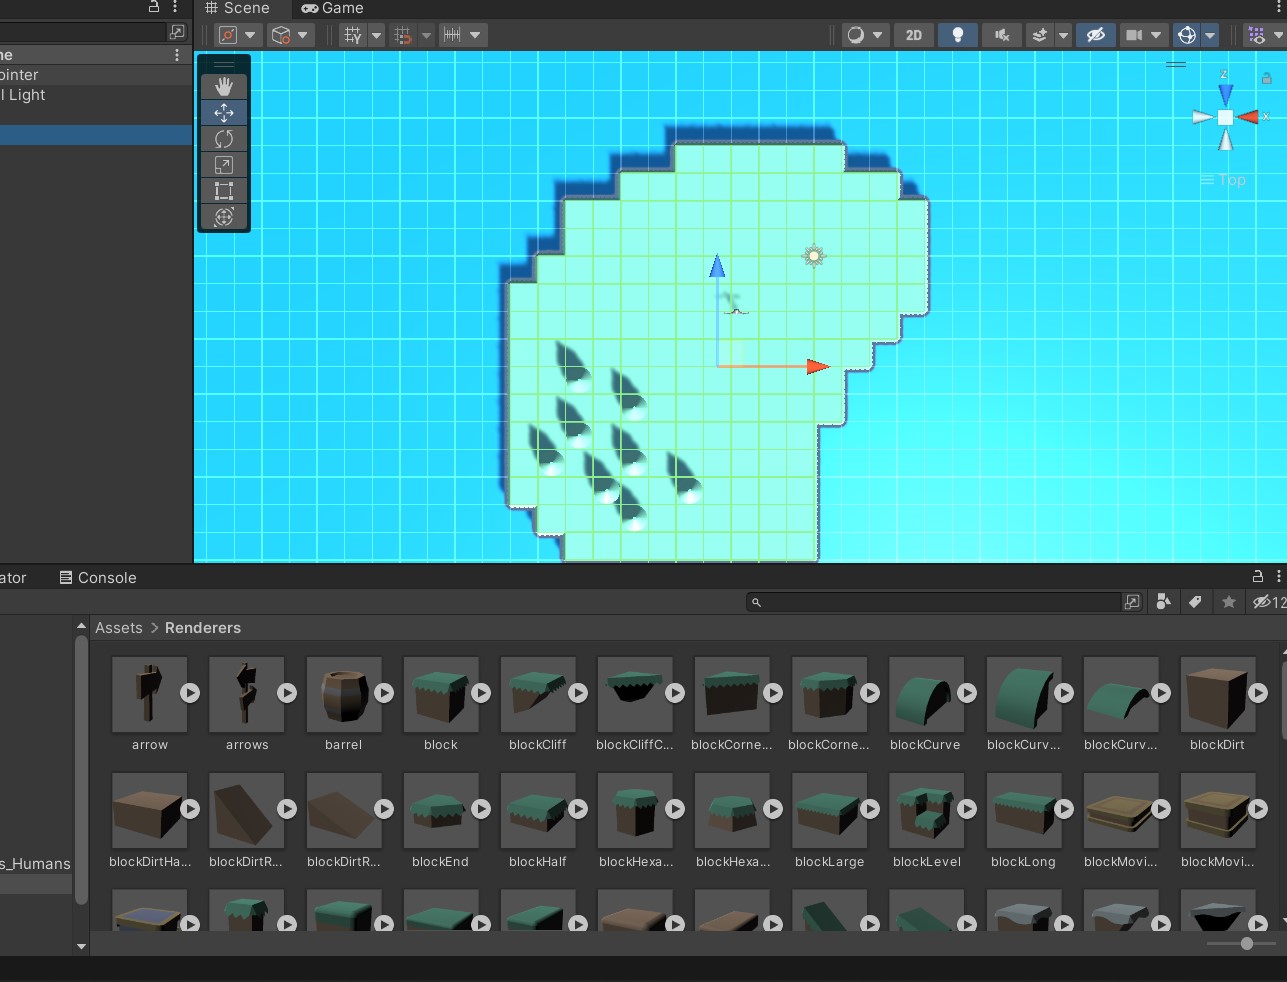 Scene
Game
ne
ointer
l Light
2D
z
x
Top
ator
Console
12
Assets > Renderers
arrow
arrows
barrel
block
blockCliff
blockCliffC...
blockCorne...
blockCorne...
blockCurve
blockCurv...
blockCurv...
blockDirt
s_Humans
blockDirtHa...
blockDirtR...
blockDirtR...
blockEnd
blockHalf
blockHexa...
blockHexa...
blockLarge
blockLevel
blockLong
blockMovi...
blockMovi...